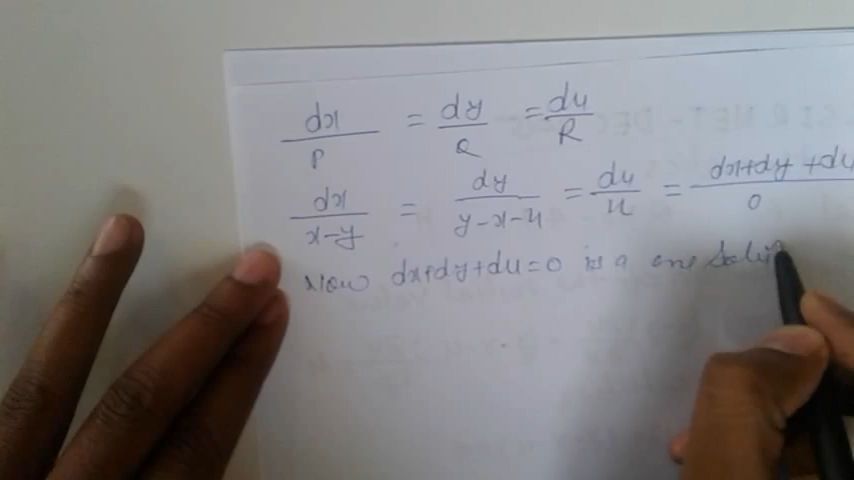 dx/P = dy/Q = du/R
dx/x-y = dy/y-x-u = du/u = dx+dy+du/0
Now dx+dy+du=0 is a one